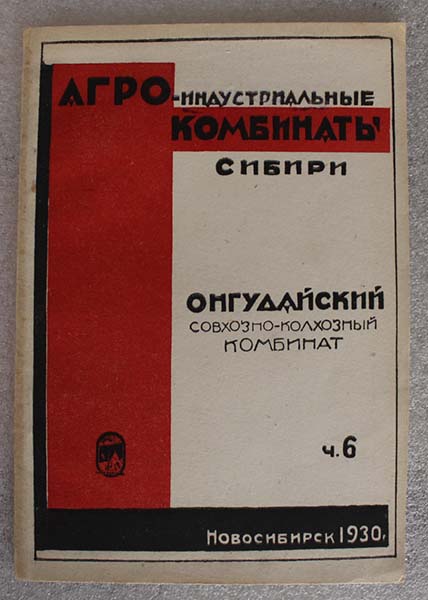 АГРО-ИНДУСТРИАЛЬНЫЕ
КОМБИНАТЫ
СИБИРИ
ОНГУДАЙСКИЙ
СОВХОЗНО-КОЛХОЗНЫЙ
КОМБИНАТ
ч.6
НОВОСИБИРСК 1930.